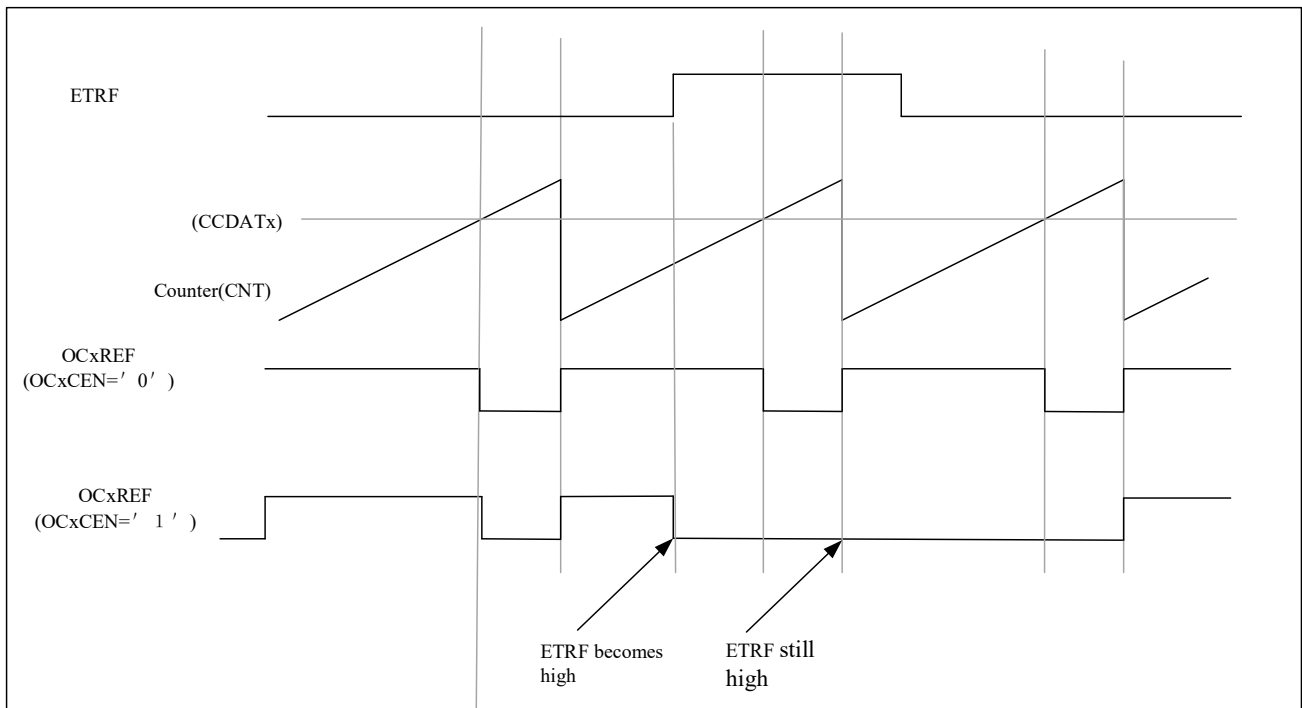 ETRF
(CCDATx)
Counter(CNT)
OCxREF
(OCxCEN=′ 0′ )
OCxREF
(OCxCEN=′ 1 ′ )
ETRF becomes
high
ETRF still
high